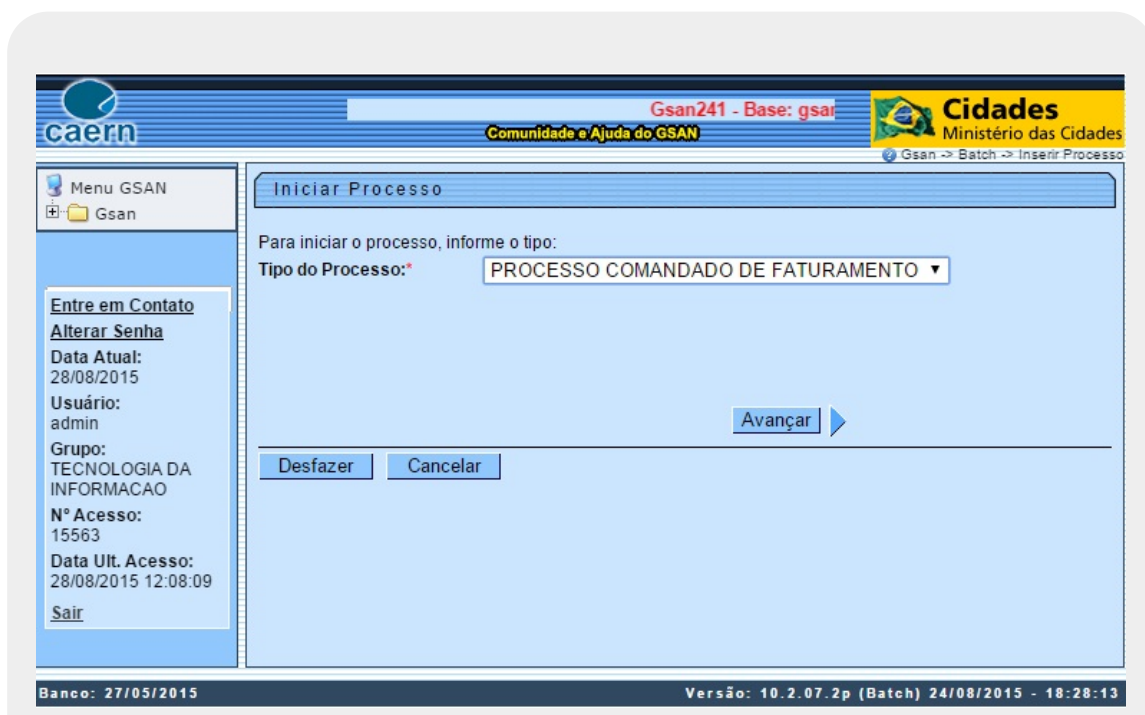 caern
Gsan241 - Base: gsan
Comunidade e Ajuda do GSAN
Cidades
Ministério das Cidades
Gsan -> Batch -> Inserir Processo
Menu GSAN
Gsan
Iniciar Processo
Para iniciar o processo, informe o tipo:
Tipo do Processo:* PROCESSO COMANDADO DE FATURAMENTO
Entre em Contato
Alterar Senha
Data Atual:
28/08/2015
Usuário:
admin
Grupo:
TECNOLOGIA DA
INFORMACAO
Nº Acesso:
15563
Data Ult. Acesso:
28/08/2015 12:08:09
Sair
Avançar
Desfazer Cancelar
Banco: 27/05/2015 Versão: 10.2.07.2p (Batch) 24/08/2015 - 18:28:13